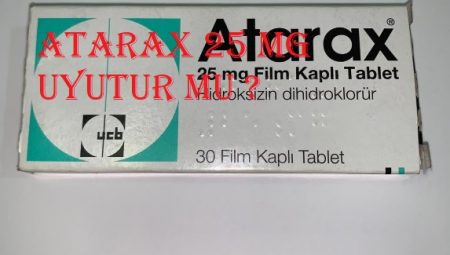 Atarax®
ATARAX 25 MG
UYUTUR MU ?
25 mg Film Kaplı Tablet
Hidroksizin dihidroklorür
ucb
30 Film Kaplı Tablet